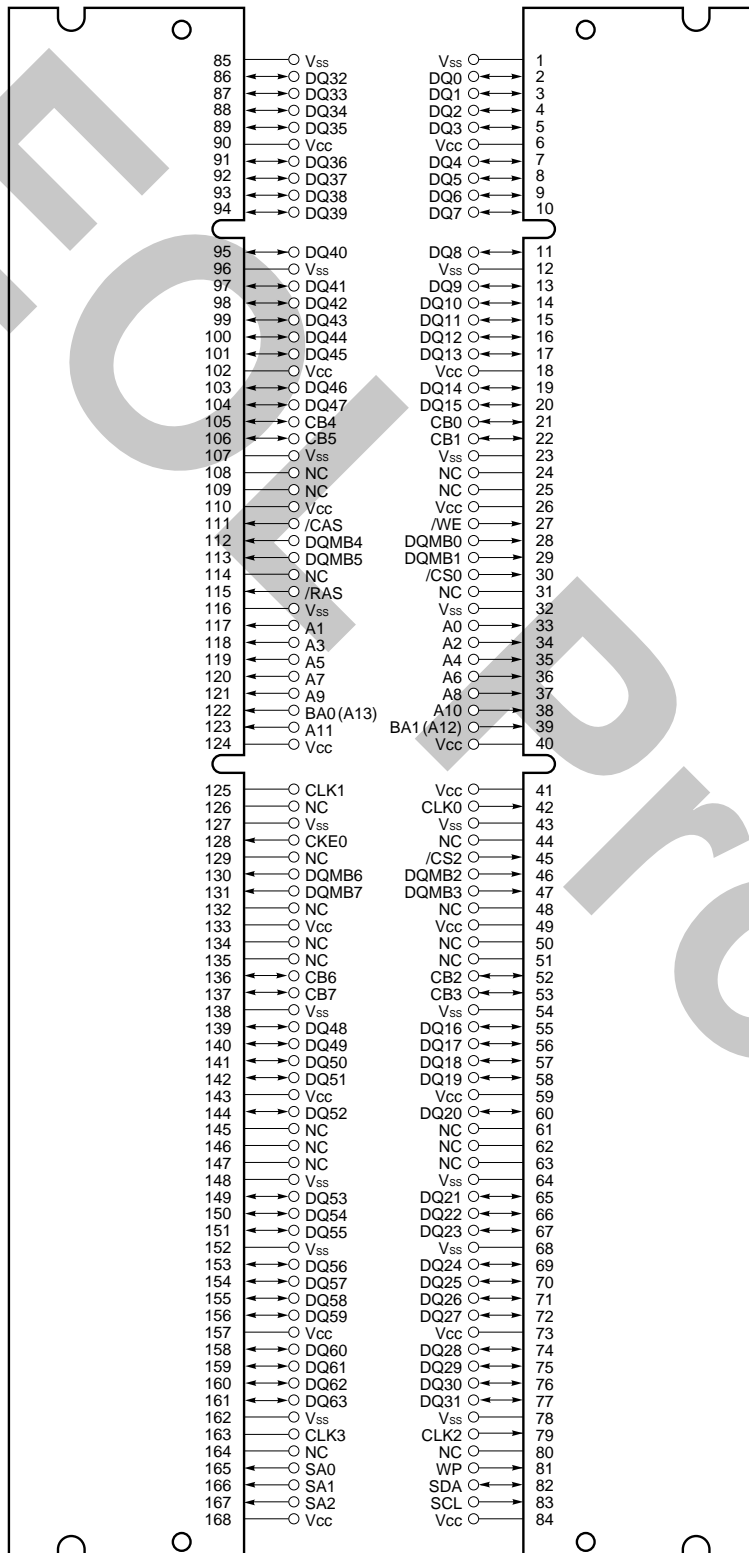 85 Vss Vss 1
86 DQ32 DQ0 2
87 DQ33 DQ1 3
88 DQ34 DQ2 4
89 DQ35 DQ3 5
90 Vcc Vcc 6
91 DQ36 DQ4 7
92 DQ37 DQ5 8
93 DQ38 DQ6 9
94 DQ39 DQ7 10
95 DQ40 DQ8 11
96 Vss Vss 12
97 DQ41 DQ9 13
98 DQ42 DQ10 14
99 DQ43 DQ11 15
100 DQ44 DQ12 16
101 DQ45 DQ13 17
102 Vcc Vcc 18
103 DQ46 DQ14 19
104 DQ47 DQ15 20
105 CB4 CB0 21
106 CB5 CB1 22
107 Vss Vss 23
108 NC NC 24
109 NC NC 25
110 Vcc Vcc 26
111 /CAS /WE 27
112 DQMB4 DQMB0 28
113 DQMB5 DQMB1 29
114 NC /CS0 30
115 /RAS NC 31
116 Vss Vss 32
117 A1 A0 33
118 A3 A2 34
119 A5 A4 35
120 A7 A6 36
121 A9 A8 37
122 BA0 (A13) A10 38
123 A11 BA1 (A12) 39
124 Vcc Vcc 40
125 CLK1 Vcc 41
126 NC CLK0 42
127 Vss Vss 43
128 CKE0 NC 44
129 NC /CS2 45
130 DQMB6 DQMB2 46
131 DQMB7 DQMB3 47
132 NC NC 48
133 Vcc Vcc 49
134 NC NC 50
135 NC NC 51
136 CB6 CB2 52
137 CB7 CB3 53
138 Vss Vss 54
139 DQ48 DQ16 55
140 DQ49 DQ17 56
141 DQ50 DQ18 57
142 DQ51 DQ19 58
143 Vcc Vcc 59
144 DQ52 DQ20 60
145 NC NC 61
146 NC NC 62
147 NC NC 63
148 Vss Vss 64
149 DQ53 DQ21 65
150 DQ54 DQ22 66
151 DQ55 DQ23 67
152 Vss Vss 68
153 DQ56 DQ24 69
154 DQ57 DQ25 70
155 DQ58 DQ26 71
156 DQ59 DQ27 72
157 Vcc Vcc 73
158 DQ60 DQ28 74
159 DQ61 DQ29 75
160 DQ62 DQ30 76
161 DQ63 DQ31 77
162 Vss Vss 78
163 CLK3 CLK2 79
164 NC NC 80
165 SA0 WP 81
166 SA1 SDA 82
167 SA2 SCL 83
168 Vcc Vcc 84
EOL Pro